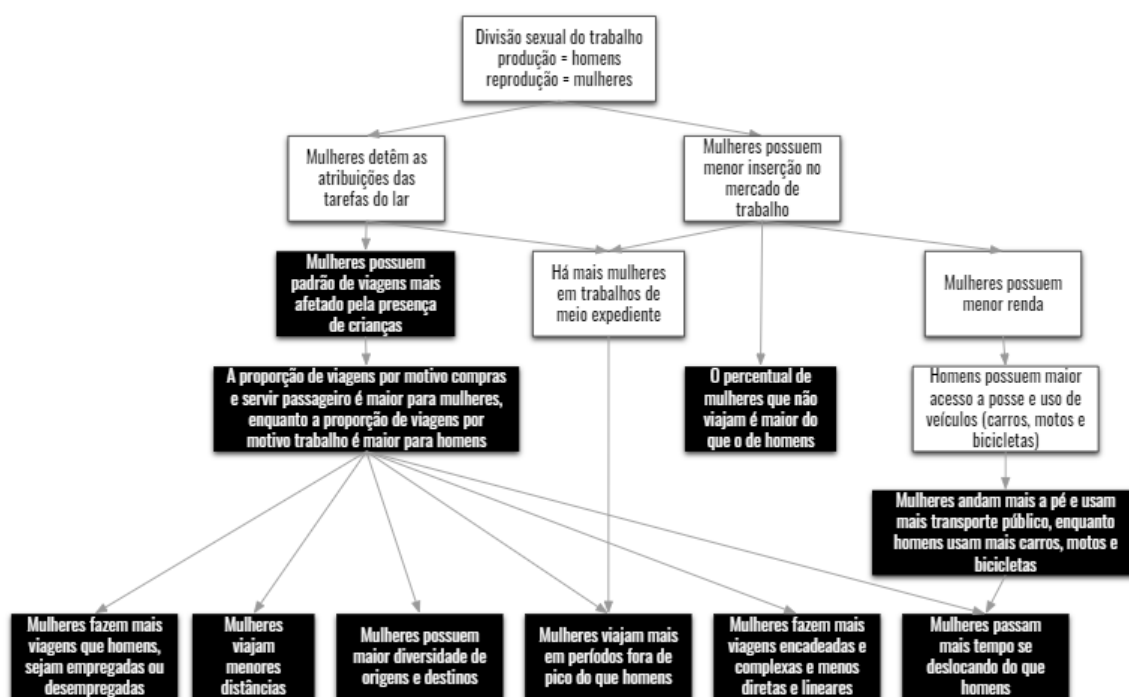 Divisão sexual do trabalho
produção = homens
reprodução = mulheres
Mulheres detêm as
atribuições das
tarefas do lar
Mulheres possuem
menor inserção no
mercado de
trabalho
Mulheres possuem
padrão de viagens mais
afetado pela presença
de crianças
Há mais mulheres
em trabalhos de
meio expediente
Mulheres possuem
menor renda
A proporção de viagens por motivo compras
e servir passageiro é maior para mulheres,
enquanto a proporção de viagens por
motivo trabalho é maior para homens
O percentual de
mulheres que não
viajam é maior do
que o de homens
Homens possuem maior
acesso a posse e uso de
veículos (carros, motos e
bicicletas)
Mulheres andam mais a pé e usam
mais transporte público, enquanto
homens usam mais carros, motos e
bicicletas
Mulheres fazem mais
viagens que homens,
sejam empregadas ou
desempregadas
Mulheres
viajam
menores
distâncias
Mulheres possuem
maior diversidade de
origens e destinos
Mulheres viajam mais
em períodos fora de
pico do que homens
Mulheres fazem mais
viagens encadeadas e
complexas e menos
diretas e lineares
Mulheres passam
mais tempo se
deslocando do que
homens